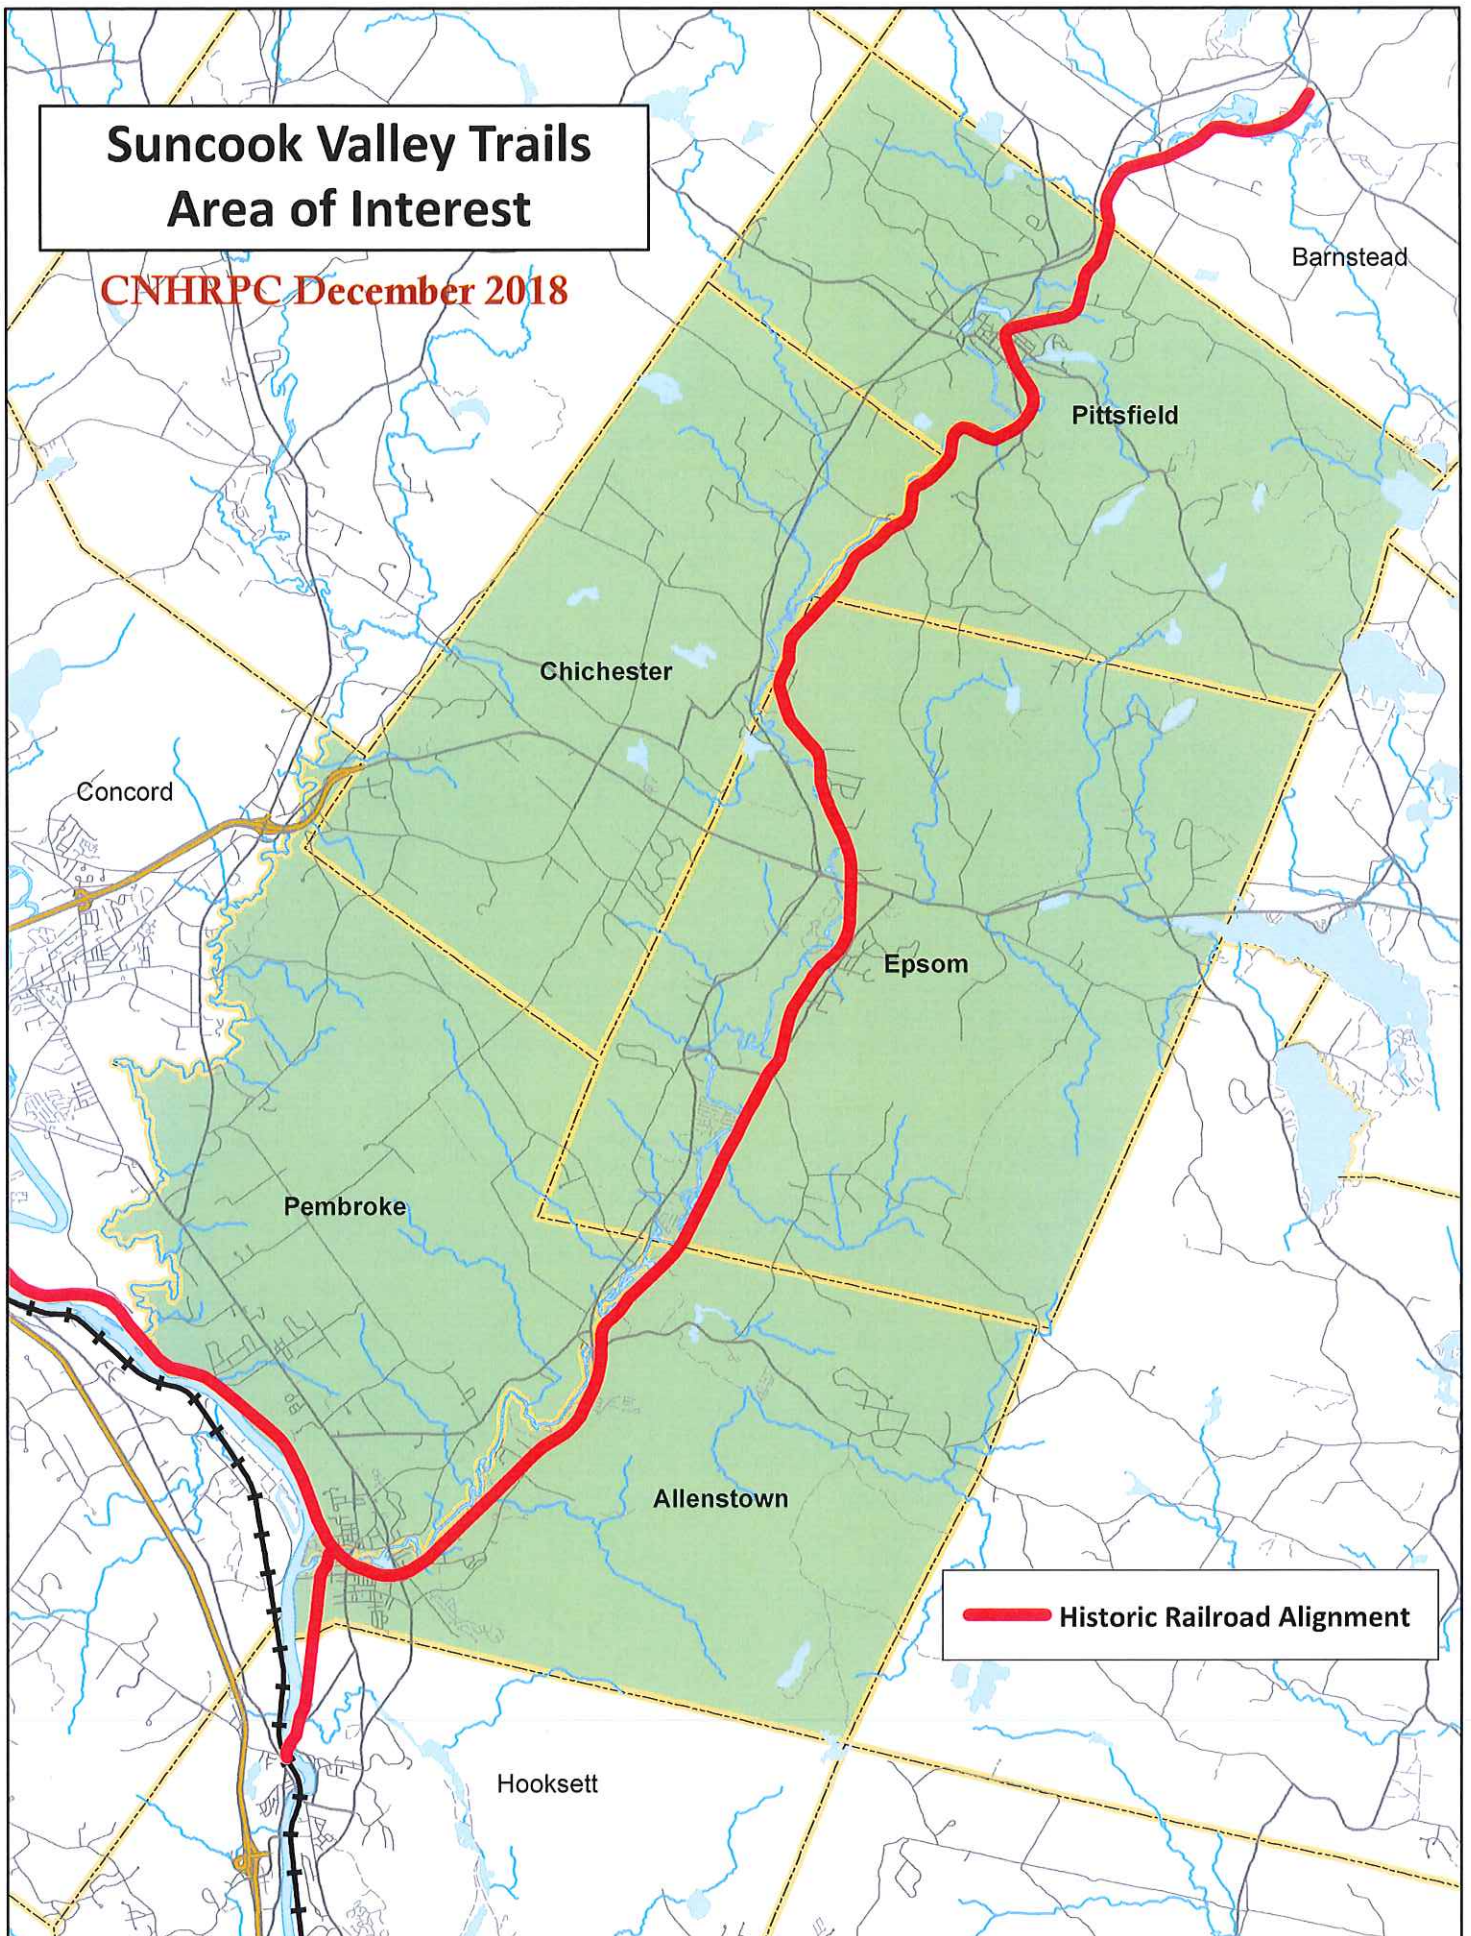 Suncook Valley Trails
Area of Interest
CNHRPC December 2018
Barnstead
Pittsfield
Chichester
Concord
Epsom
Pembroke
Allenstown
Historic Railroad Alignment
Hooksett